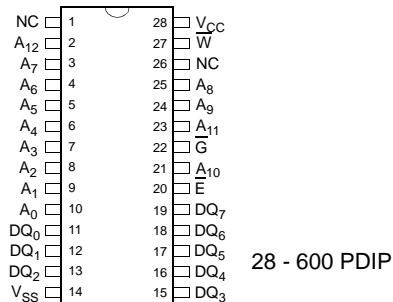 NC 1 28 VCC
A12 2 27 W
A7 3 26 NC
A6 4 25 A8
A5 5 24 A9
A4 6 23 A11
A3 7 22 G
A2 8 21 A10
A1 9 20 E
A0 10 19 DQ7
DQ0 11 18 DQ6
DQ1 12 17 DQ5
DQ2 13 16 DQ4
VSS 14 15 DQ3
28 - 600 PDIP